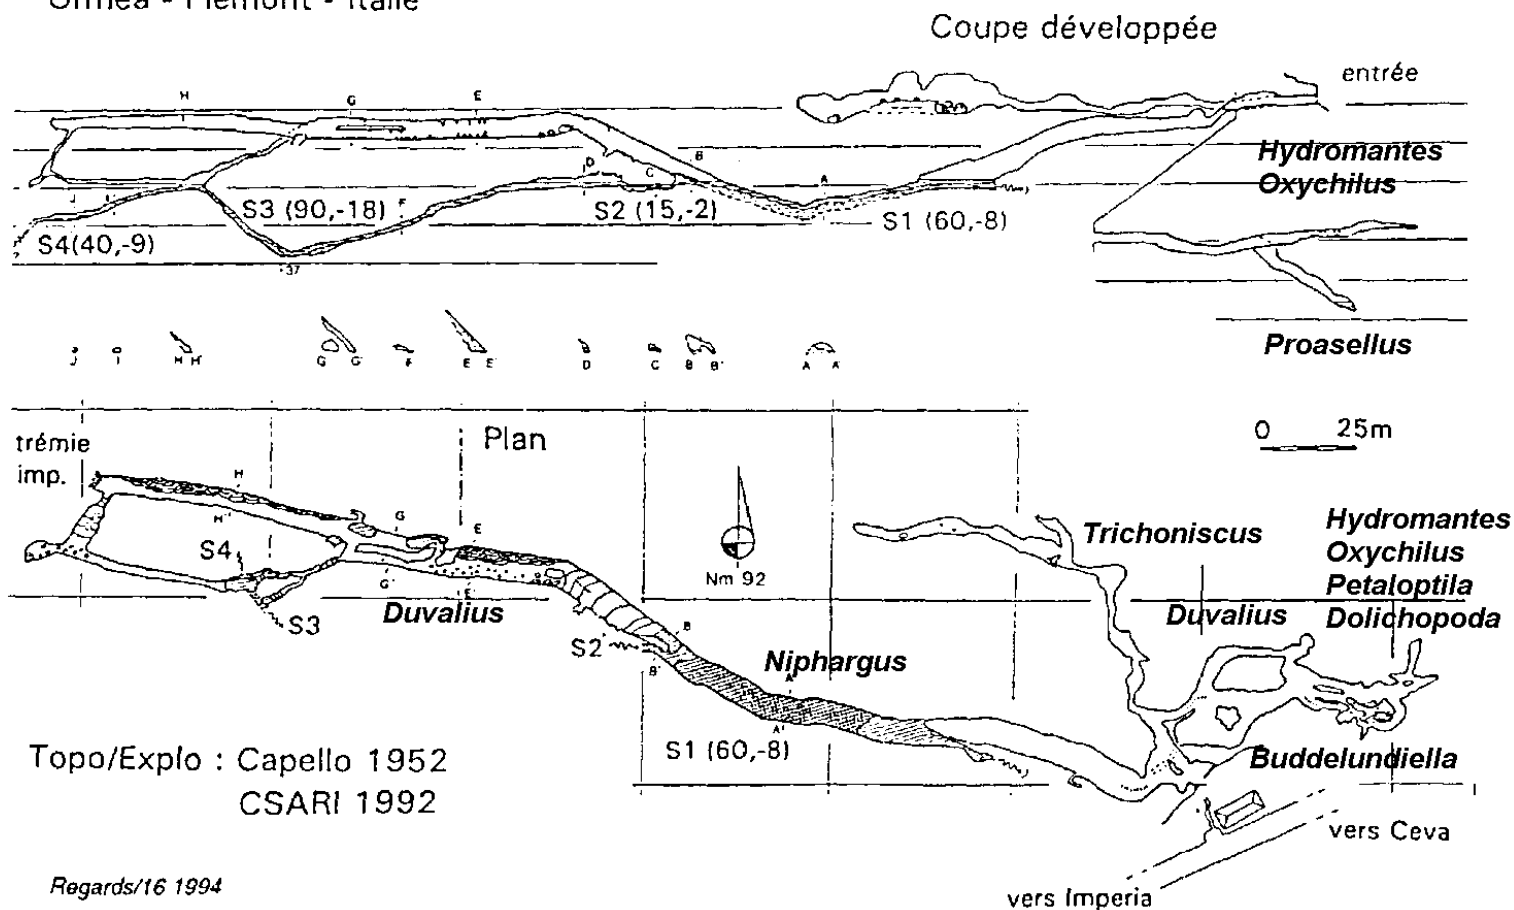 Ormea - Piémont - Italie
Coupe développée
entrée
H G E
Hydromantes
Oxychilus
B
D
C
A
J I
S3 (90,-18)
F
S2 (15,-2)
S1 (60,-8)
S4(40,-9)
?
-37
Proasellus
J I H H' G G' F E E' D C B B' A A'
trémie
imp.
Plan
0 25m
H
H'
G
E
S4
G'
E'
Nm 92
Trichoniscus
Hydromantes
Oxychilus
Petaloptila
Dolichopoda
Duvalius
Duvalius
S3
S2
B
B'
Niphargus
A
A'
S1 (60,-8)
Buddelundiella
Topo/Explo : Capello 1952
CSARI 1992
vers Ceva
vers Imperia
Regards/16 1994